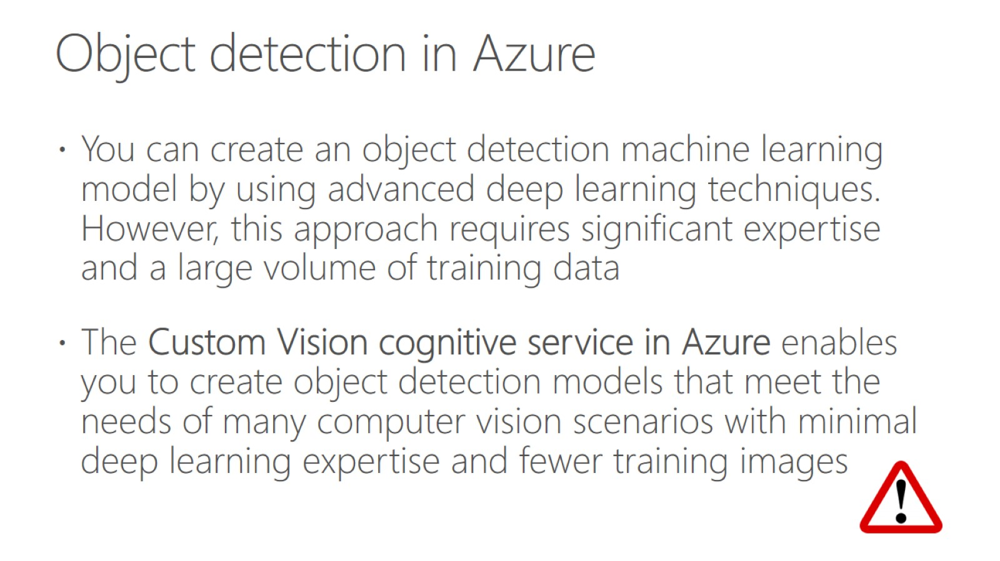 Object detection in Azure
• You can create an object detection machine learning
model by using advanced deep learning techniques.
However, this approach requires significant expertise
and a large volume of training data
• The Custom Vision cognitive service in Azure enables
you to create object detection models that meet the
needs of many computer vision scenarios with minimal
deep learning expertise and fewer training images
!